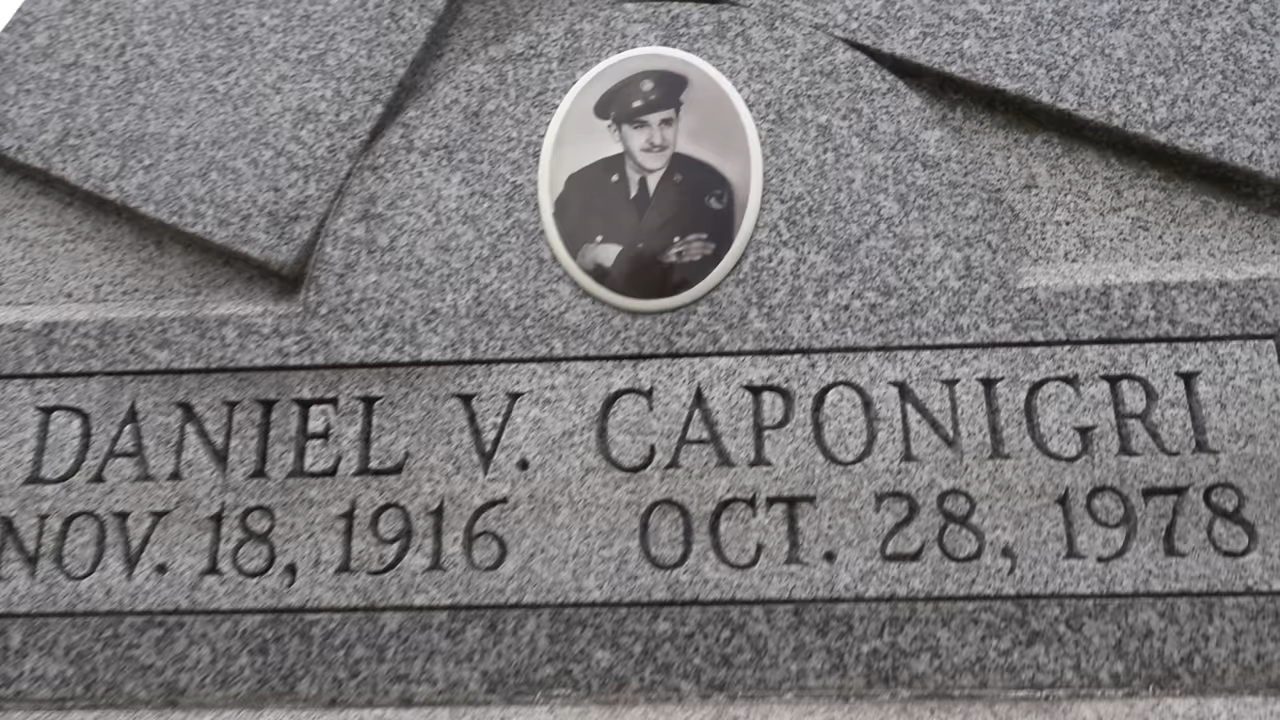 DANIEL V. CAPONIGRI
NOV. 18, 1916 OCT. 28, 1978